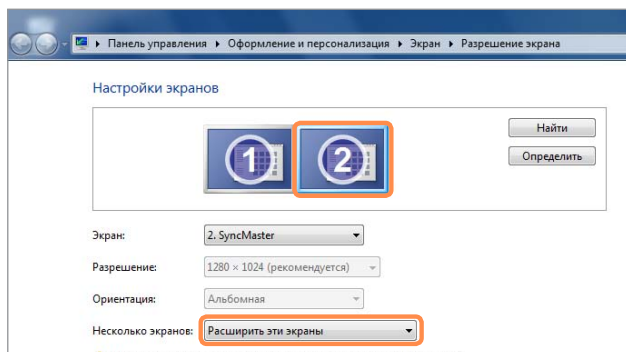 Панель управления ▸ Оформление и персонализация ▸ Экран ▸ Разрешение экрана
Настройки экранов
1 2
Найти
Определить
Экран: 2. SyncMaster
Разрешение: 1280 × 1024 (рекомендуется)
Ориентация: Альбомная
Несколько экранов: Расширить эти экраны